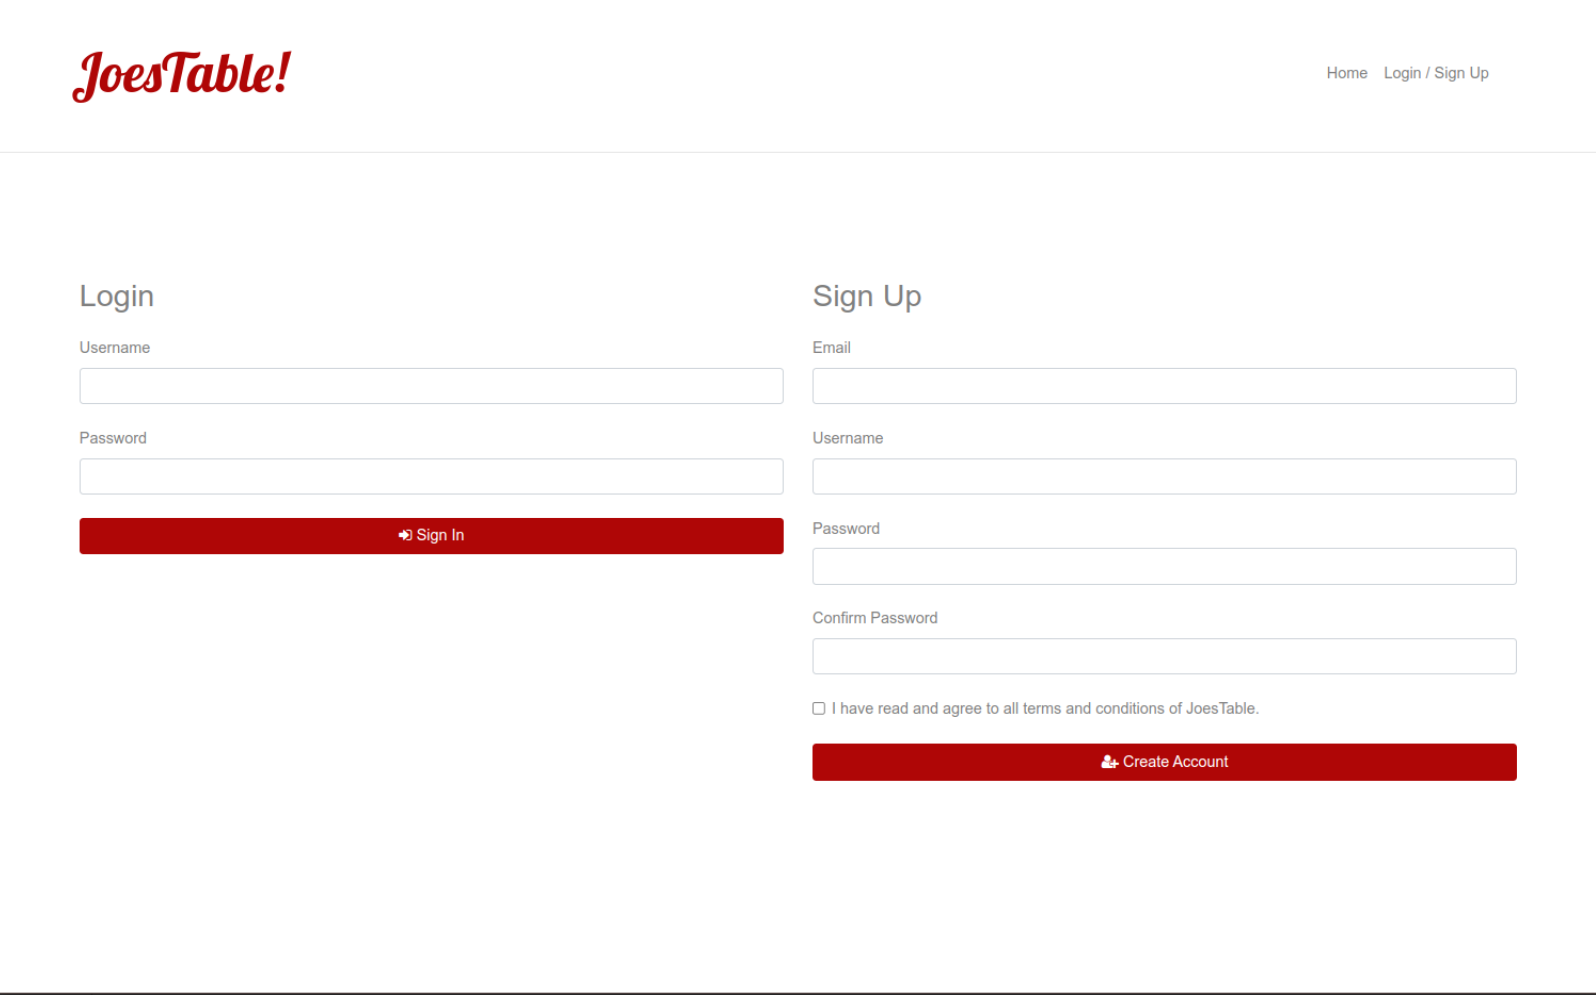 JoesTable!
Home Login / Sign Up
Login
Username
Password
Sign In
Sign Up
Email
Username
Password
Confirm Password
I have read and agree to all terms and conditions of JoesTable.
Create Account